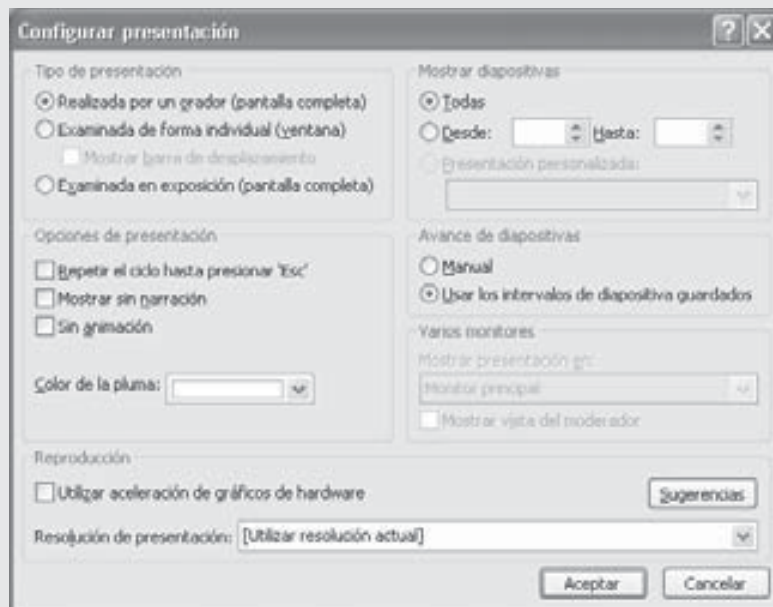 Configurar presentación
Tipo de presentación
Realizada por un grador (pantalla completa)
Examinada de forma individual (ventana)
Mostrar barra de desplazamiento
Examinada en exposición (pantalla completa)
Mostrar diapositivas
Todas
Desde: Hasta:
Presentación personalizada:
Opciones de presentación
Repetir el ciclo hasta presionar 'Esc'
Mostrar sin narración
Sin animación
Color de la pluma:
Avance de diapositivas
Manual
Usar los intervalos de diapositiva guardados
Varios monitores
Mostrar presentación en:
Monitor principal
Mostrar vista del moderador
Reproducción
Utilizar aceleración de gráficos de hardware
Sugerencias
Resolución de presentación: [Utilizar resolución actual]
Aceptar Cancelar